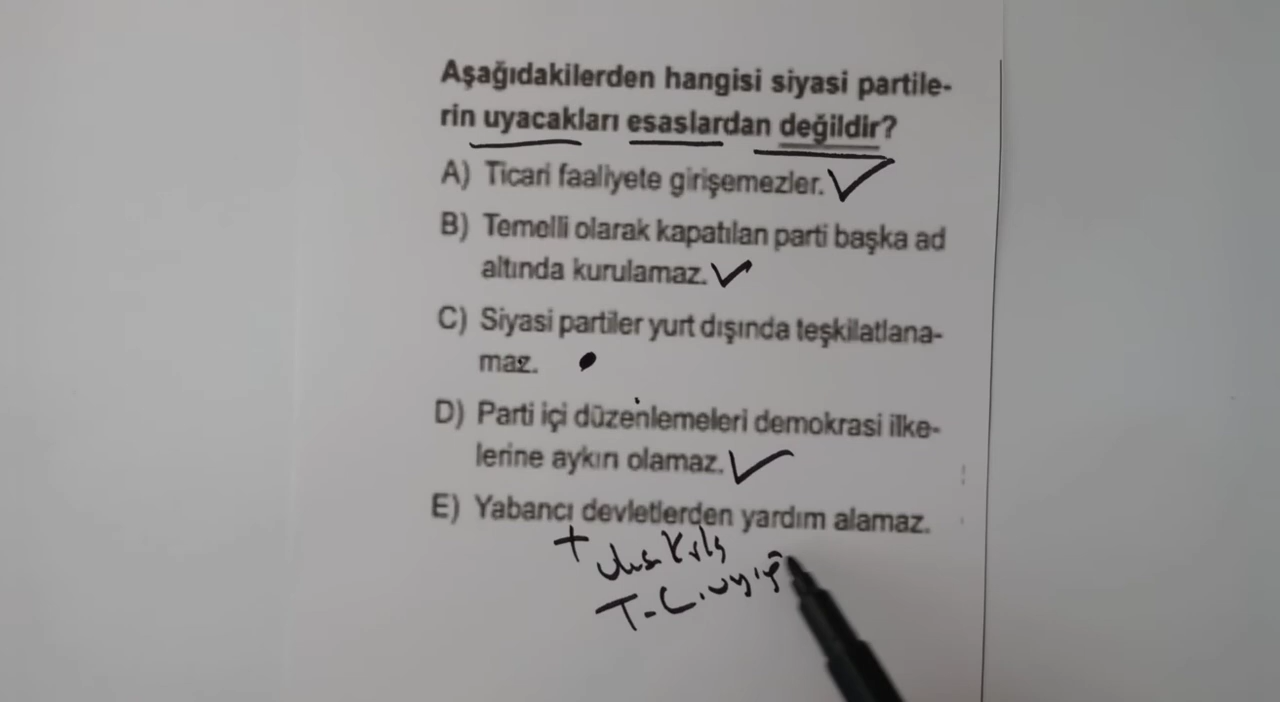 Aşağıdakilerden hangisi siyasi partile-
rin uyacakları esaslardan değildir?
A) Ticari faaliyete girişemezler.
B) Temelli olarak kapatılan parti başka ad
altında kurulamaz.
C) Siyasi partiler yurt dışında teşkilatlana-
maz.
D) Parti içi düzenlemeleri demokrasi ilke-
lerine aykırı olamaz.
E) Yabancı devletlerden yardım alamaz.
+